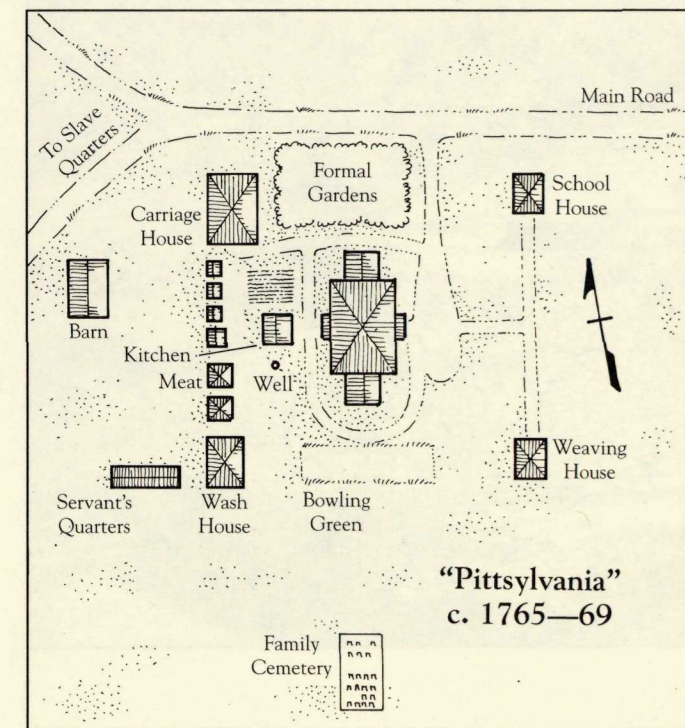 Main Road
To Slave
Quarters
Formal
Gardens
School
House
Carriage
House
Barn
Kitchen
Meat
Well
Servant's
Quarters
Wash
House
Bowling
Green
Weaving
House
"Pittsylvania"
c. 1765—69
Family
Cemetery